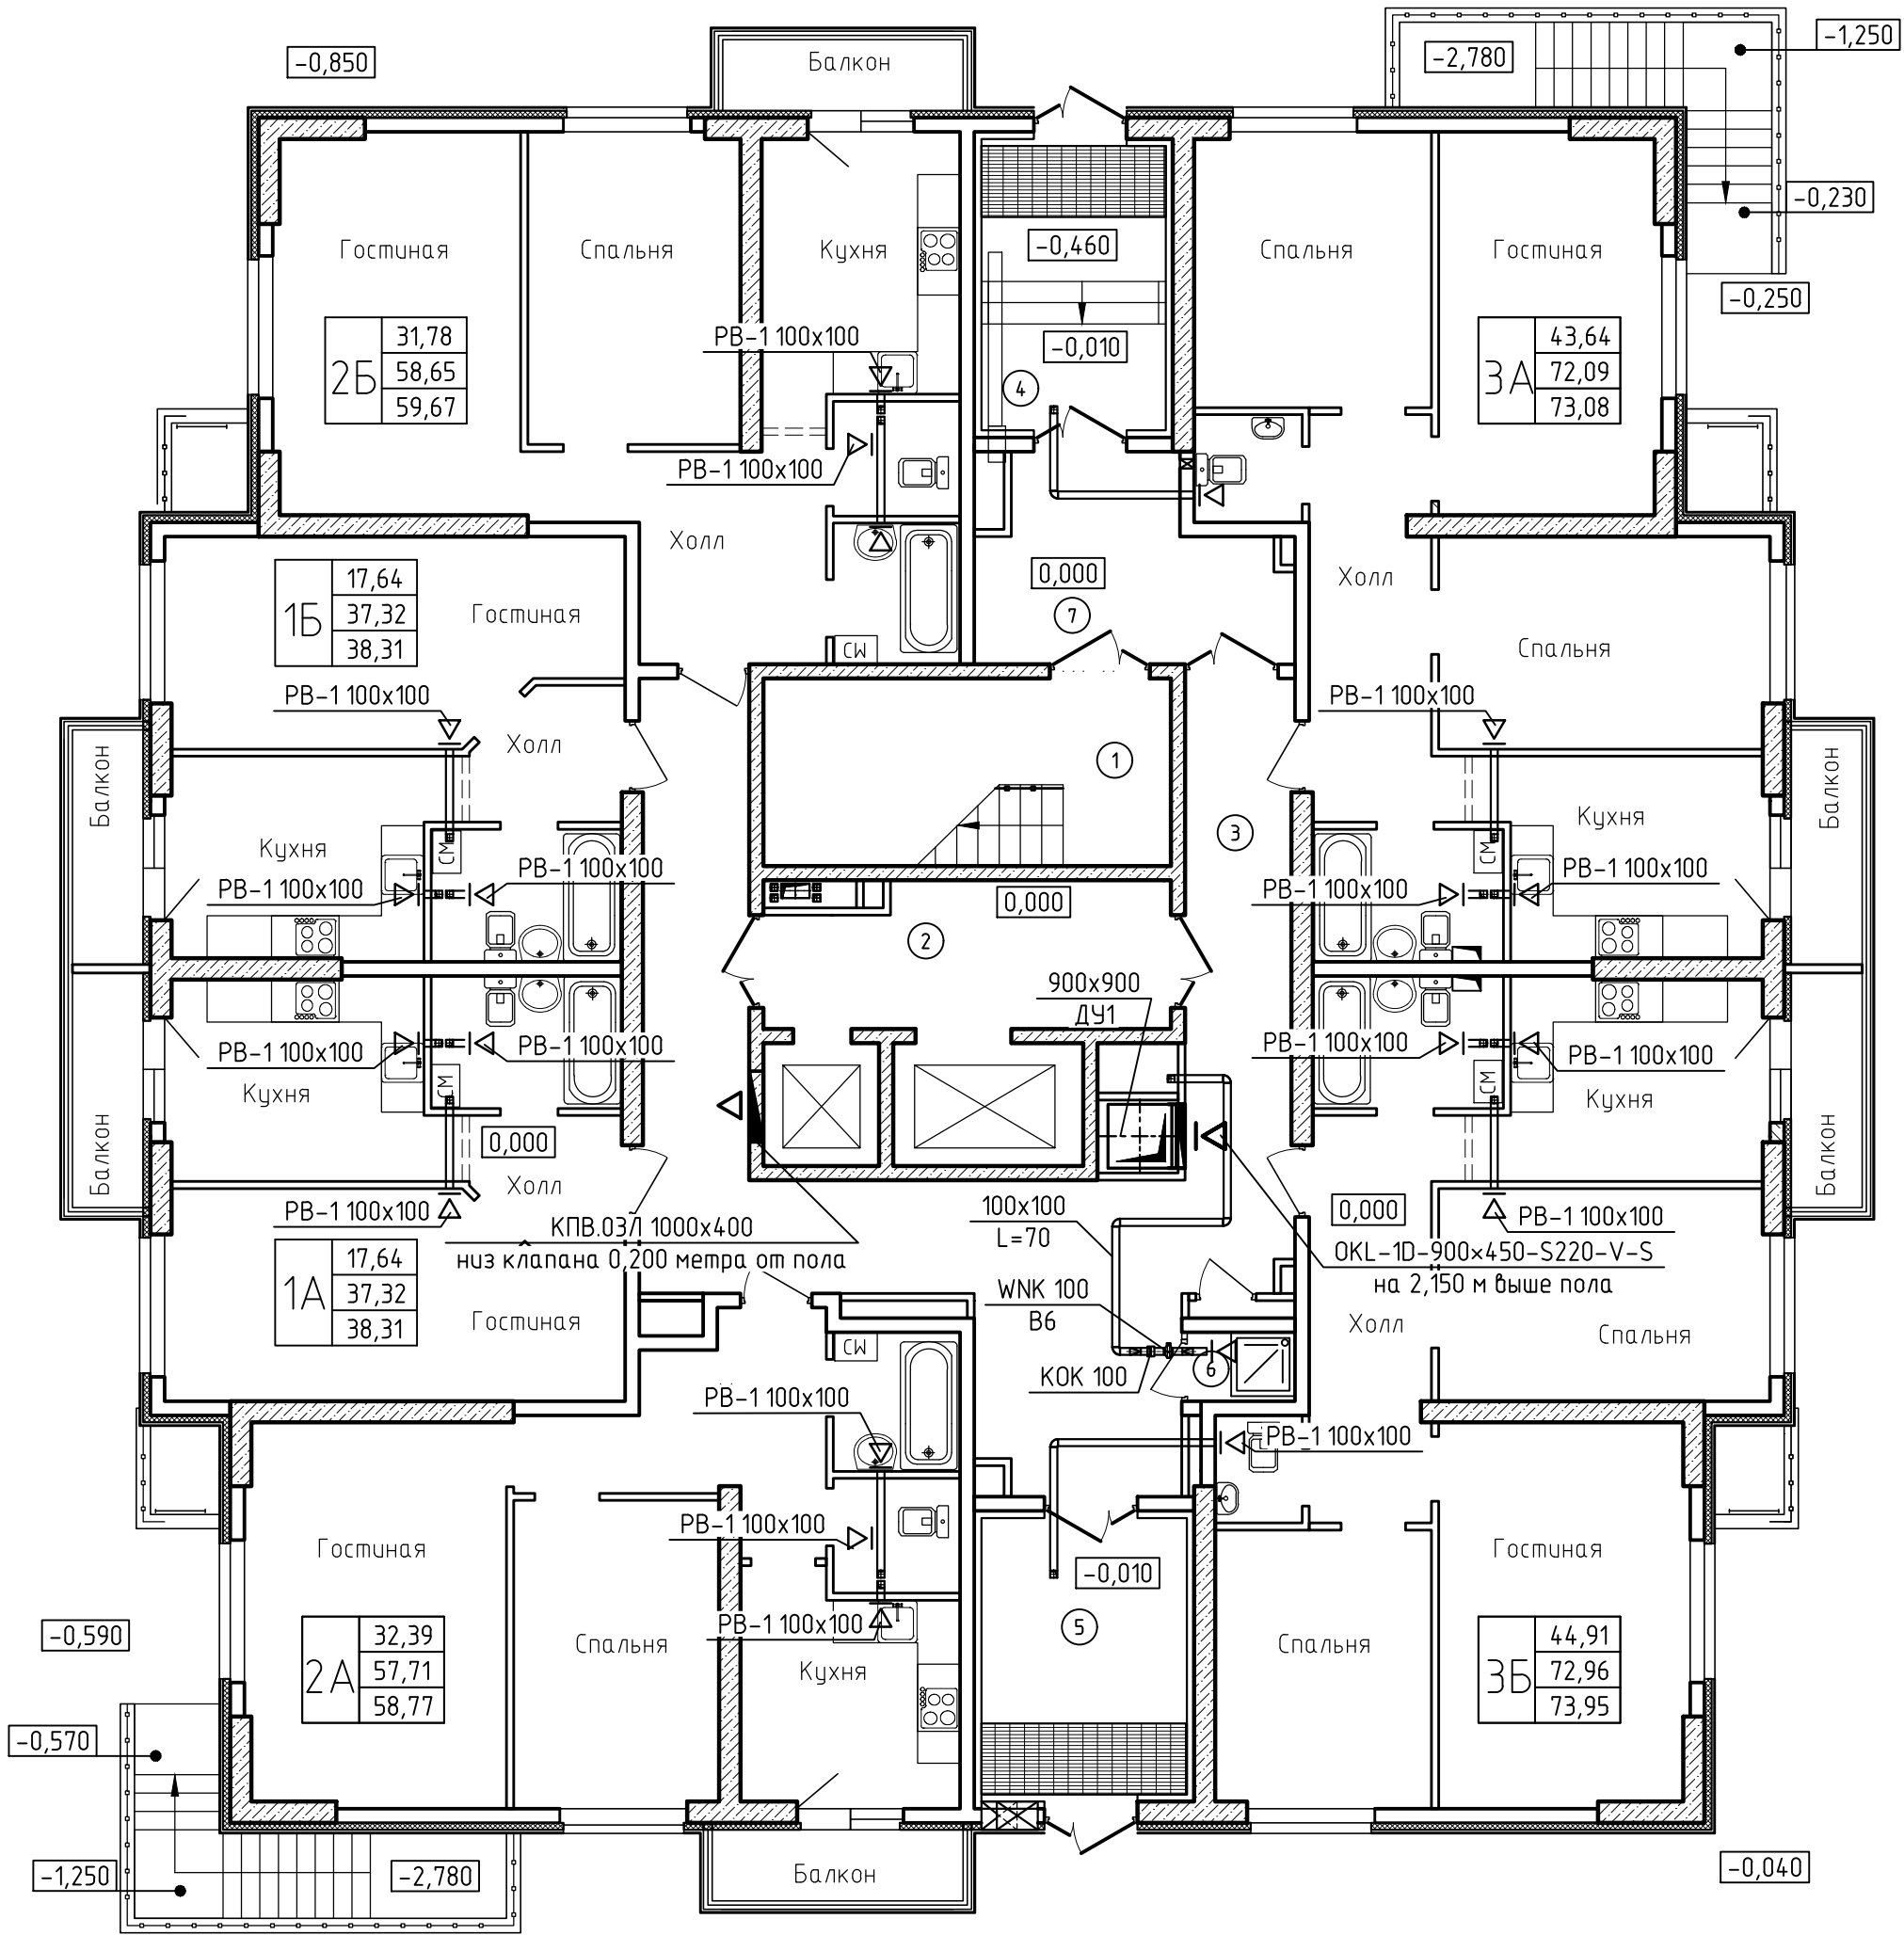 -1,250
-0,850
Балкон
-2,780
-0,230
-0,460
Гостиная
Спальня
Кухня
Спальня
Гостиная
-0,250
РВ-1 100х100
-0,010
2Б
31,78
58,65
59,67
3А
43,64
72,09
73,08
4
РВ-1 100х100
Холл
0,000
Холл
1Б
17,64
37,32
38,31
Гостиная
7
CW
Спальня
РВ-1 100х100
РВ-1 100х100
Холл
1
Балкон
Балкон
3
Кухня
Кухня
СМ
СМ
РВ-1 100х100
РВ-1 100х100
РВ-1 100х100
РВ-1 100х100
0,000
2
900х900
ДУ1
РВ-1 100х100
РВ-1 100х100
РВ-1 100х100
РВ-1 100х100
СМ
СМ
Кухня
Кухня
0,000
Балкон
Балкон
Холл
РВ-1 100х100
КПВ.03Л 1000х400
низ клапана 0,200 метра от пола
100х100
L=70
0,000
РВ-1 100х100
OKL-1D-900×450-S220-V-S
на 2,150 м выше пола
1А
17,64
37,32
38,31
Гостиная
WNK 100
В6
Холл
Спальня
CW
КОК 100
6
РВ-1 100х100
РВ-1 100х100
РВ-1 100х100
Гостиная
Гостиная
-0,010
5
РВ-1 100х100
-0,590
Спальня
Кухня
Спальня
2А
32,39
57,71
58,77
3Б
44,91
72,96
73,95
-0,570
-1,250
-2,780
Балкон
-0,040